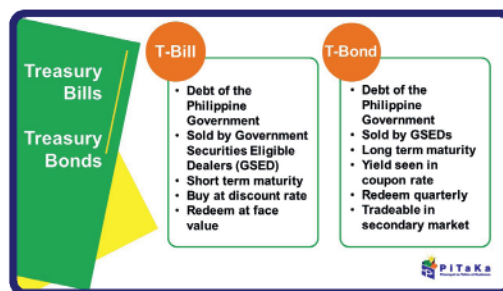 Treasury
Bills
Treasury
Bonds
T-Bill
• Debt of the
Philippine
Government
• Sold by Government
Securities Eligible
Dealers (GSED)
• Short term maturity
• Buy at discount rate
• Redeem at face
value
T-Bond
• Debt of the
Philippine
Government
• Sold by GSEDs
• Long term maturity
• Yield seen in
coupon rate
• Redeem quarterly
• Tradeable in
secondary market
PITaKa